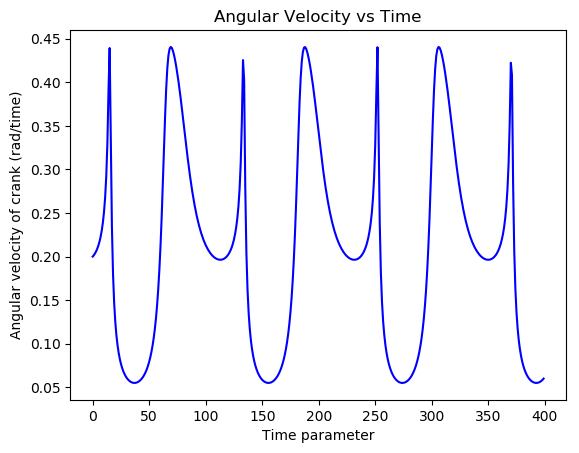 Angular Velocity vs Time
Angular velocity of crank (rad/time)
0.45
0.40
0.35
0.30
0.25
0.20
0.15
0.10
0.05
0 50 100 150 200 250 300 350 400
Time parameter